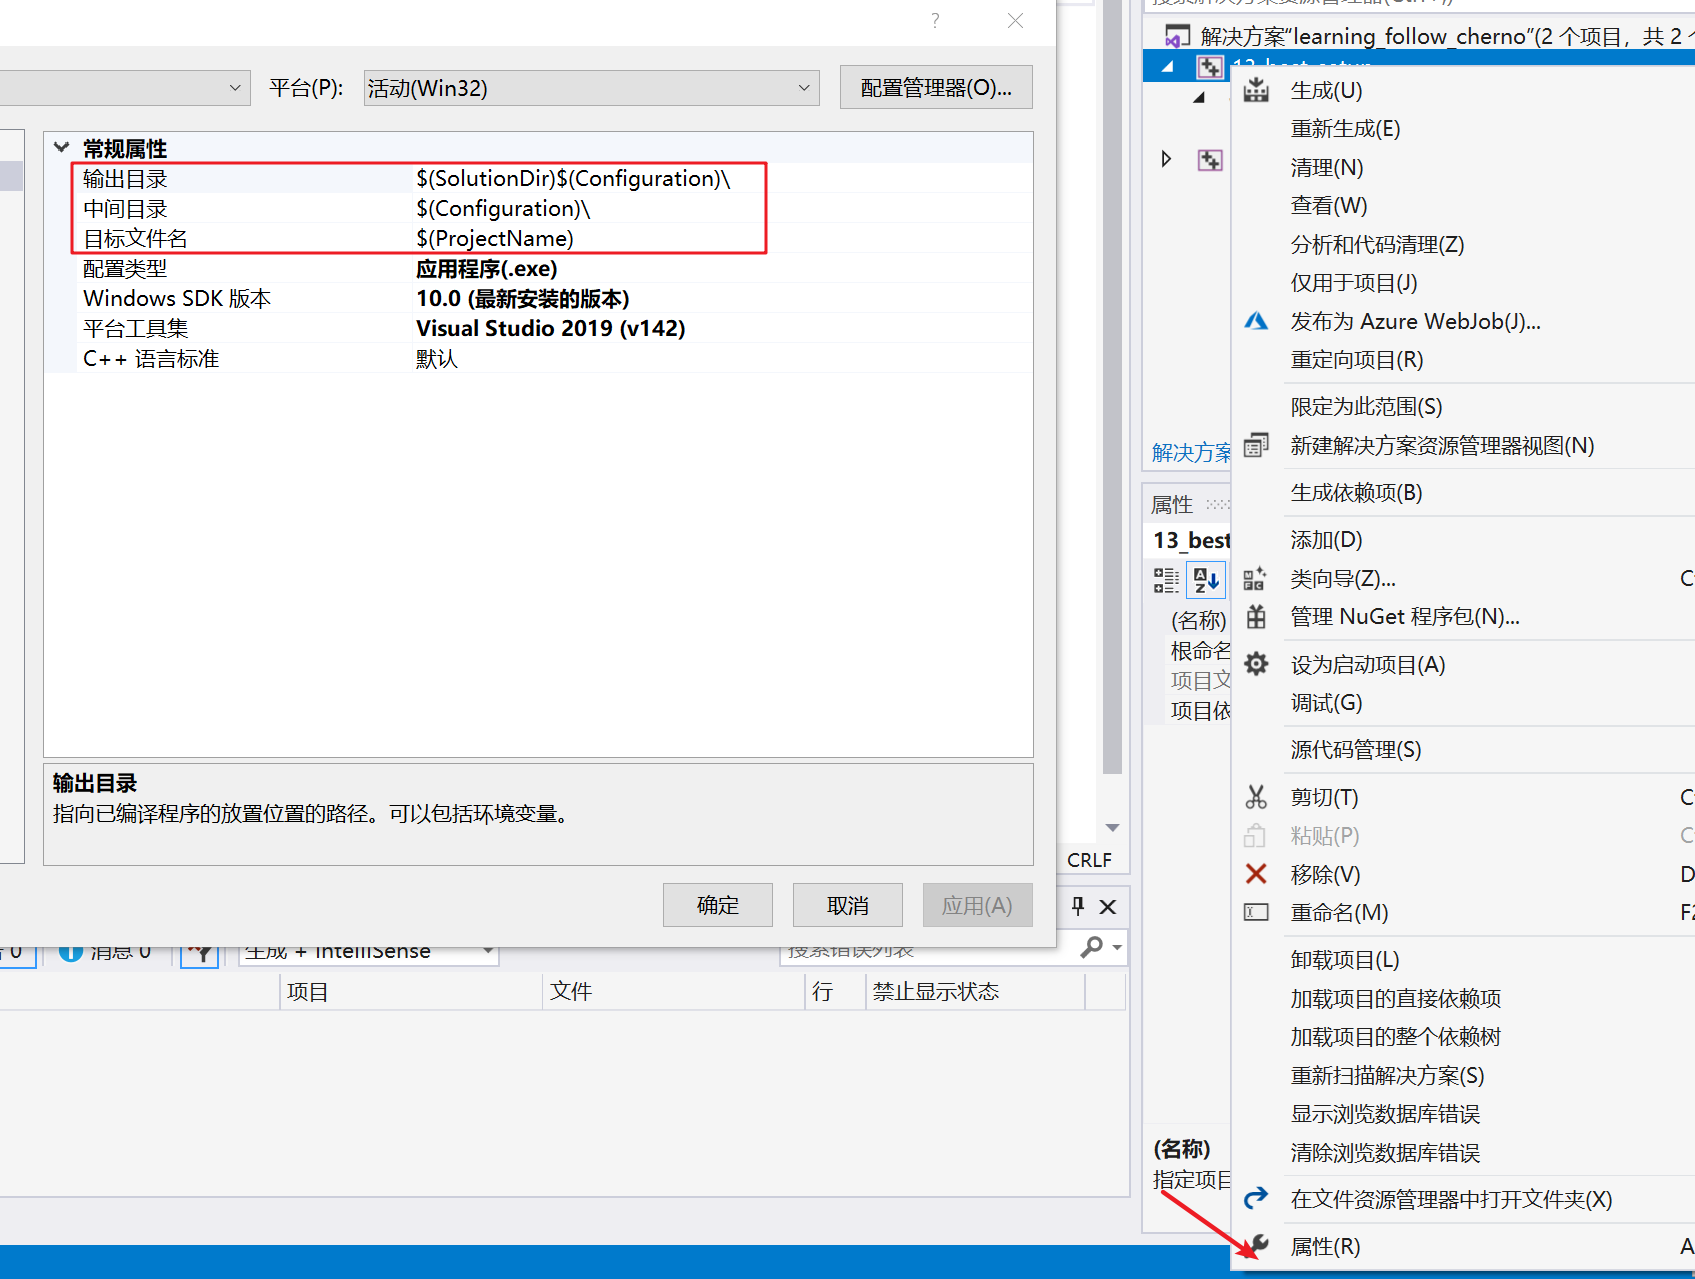 平台(P):
活动(Win32)
配置管理器(O)...
常规属性
输出目录
$(SolutionDir)$(Configuration)\
中间目录
$(Configuration)\
目标文件名
$(ProjectName)
配置类型
应用程序(.exe)
Windows SDK 版本
10.0 (最新安装的版本)
平台工具集
Visual Studio 2019 (v142)
C++ 语言标准
默认
输出目录
指向已编译程序的放置位置的路径。可以包括环境变量。
确定
取消
应用(A)
CRLF
0
消息 0
生成 + IntelliSense
搜索错误列表
项目
文件
行
禁止显示状态
搜索解决方案资源管理器(Ctrl+;)
解决方案“learning_follow_cherno”(2 个项目，共 2 个
13_best_setup
解决方案
属性
13_best
(名称)
根命名
项目文
项目依
(名称)
指定项目
生成(U)
重新生成(E)
清理(N)
查看(W)
分析和代码清理(Z)
仅用于项目(J)
发布为 Azure WebJob(J)...
重定向项目(R)
限定为此范围(S)
新建解决方案资源管理器视图(N)
生成依赖项(B)
添加(D)
类向导(Z)...
管理 NuGet 程序包(N)...
设为启动项目(A)
调试(G)
源代码管理(S)
剪切(T)
粘贴(P)
移除(V)
重命名(M)
F2
卸载项目(L)
加载项目的直接依赖项
加载项目的整个依赖树
重新扫描解决方案(S)
显示浏览数据库错误
清除浏览数据库错误
在文件资源管理器中打开文件夹(X)
属性(R)